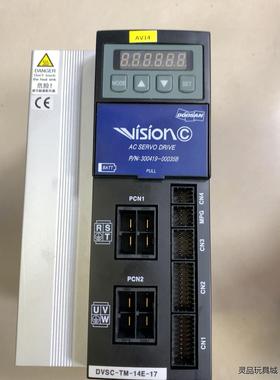 AV14
DOOSAN
DANGER
危险!
CE
MODE
SET
Vision C
AC SERVO DRIVE
P/N: 300419-00035B
BATT
PULL
PCN1
R S
T
PCN2
U V
W
CN4
MPG
CN3
CN2
CN1
DVSC-TM-14E-17
灵品玩具城